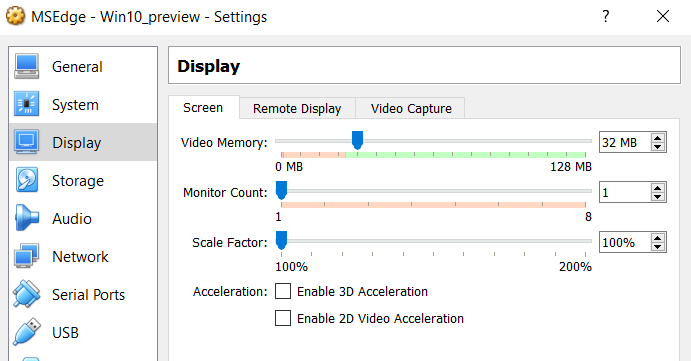 MSEdge - Win10_preview - Settings
?
General
System
Display
Storage
Audio
Network
Serial Ports
USB
Display
Screen
Remote Display
Video Capture
Video Memory:
32 MB
0 MB
128 MB
Monitor Count:
1
1
8
Scale Factor:
100%
100%
200%
Acceleration:
Enable 3D Acceleration
Enable 2D Video Acceleration